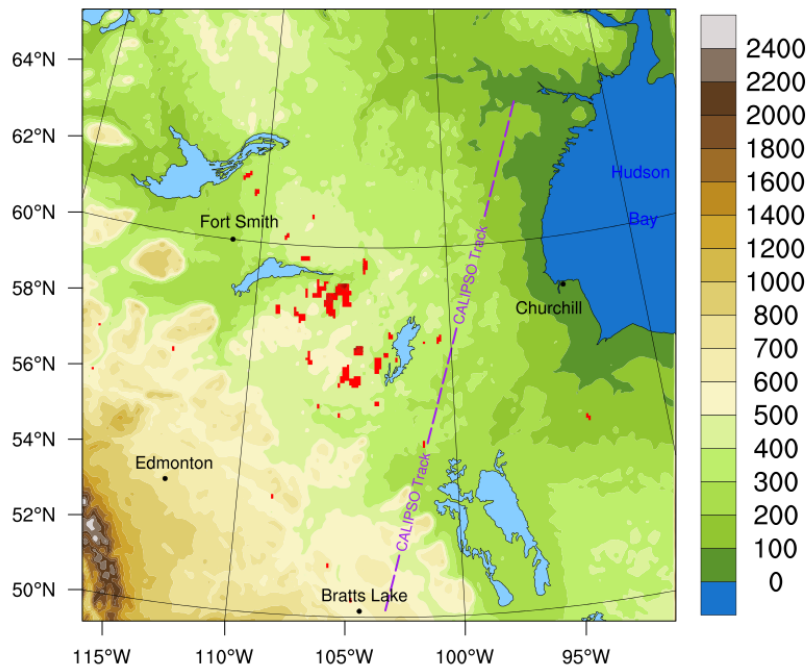 64°N
62°N
60°N
58°N
56°N
54°N
52°N
50°N
Fort Smith
Hudson
Bay
Churchill
CALIPSO Track
CALIPSO Track
Edmonton
Bratts Lake
115°W
110°W
105°W
100°W
95°W
2400
2200
2000
1800
1600
1400
1200
1000
800
700
600
500
400
300
200
100
0